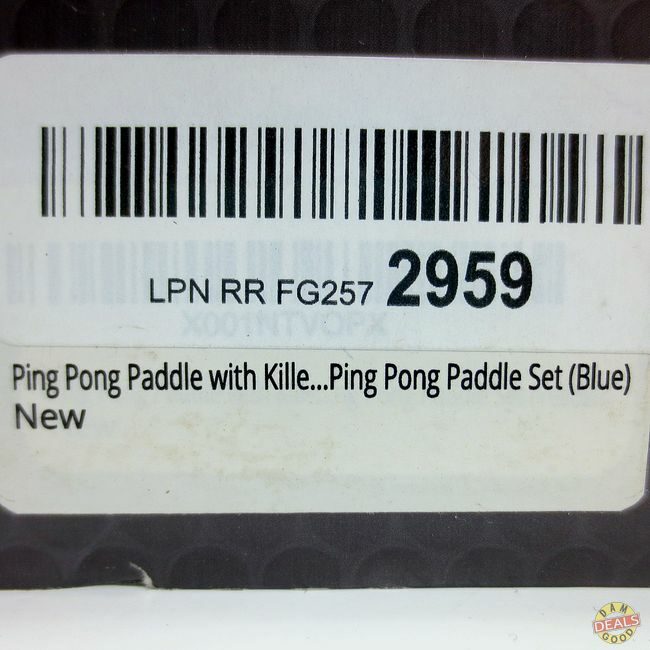 LPN RR FG257 2959
Ping Pong Paddle with Kille...Ping Pong Paddle Set (Blue)
New
DAM
DEALS
GOOD